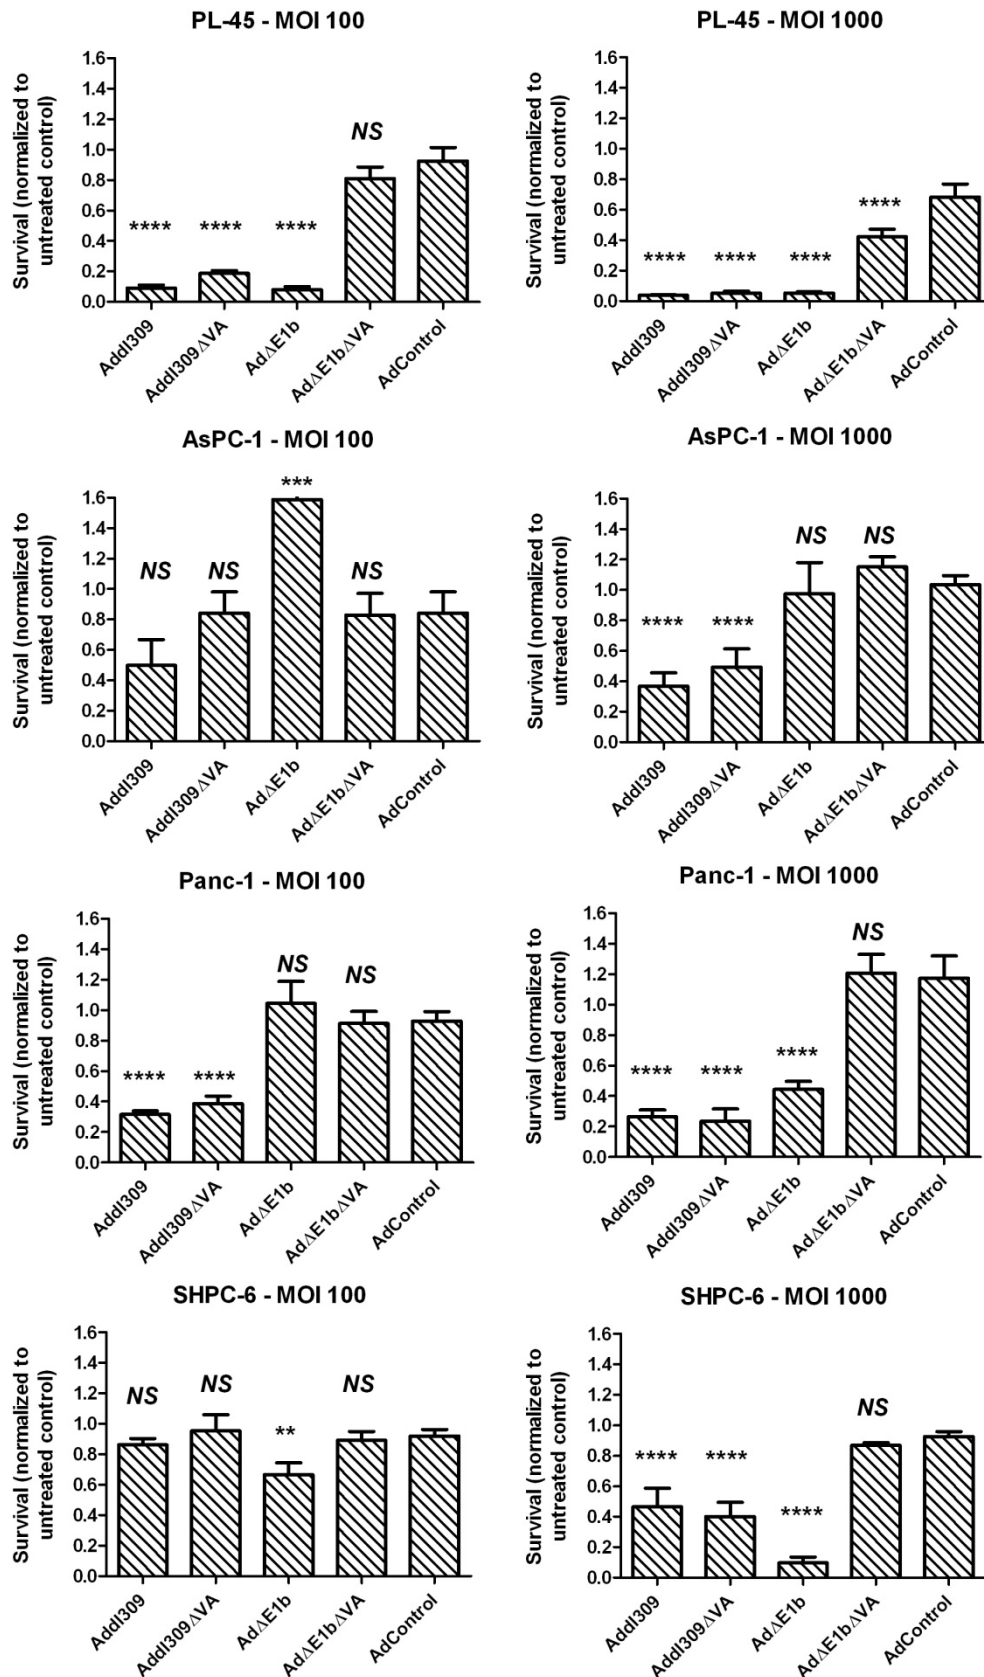 PL-45 - MOI 100
Survival (normalized to
untreated control)
1.6
1.4
1.2
1.0
0.8
0.6
0.4
0.2
0.0
**** **** **** NS
Addl309 Addl309ΔVA AdΔE1b AdΔE1bΔVA AdControl
PL-45 - MOI 1000
Survival (normalized to
untreated control)
1.6
1.4
1.2
1.0
0.8
0.6
0.4
0.2
0.0
**** **** **** ****
Addl309 Addl309ΔVA AdΔE1b AdΔE1bΔVA AdControl
AsPC-1 - MOI 100
Survival (normalized to
untreated control)
1.6
1.4
1.2
1.0
0.8
0.6
0.4
0.2
0.0
NS NS *** NS
Addl309 Addl309ΔVA AdΔE1b AdΔE1bΔVA AdControl
AsPC-1 - MOI 1000
Survival (normalized to
untreated control)
1.6
1.4
1.2
1.0
0.8
0.6
0.4
0.2
0.0
**** **** NS NS
Addl309 Addl309ΔVA AdΔE1b AdΔE1bΔVA AdControl
Panc-1 - MOI 100
Survival (normalized to
untreated control)
1.6
1.4
1.2
1.0
0.8
0.6
0.4
0.2
0.0
**** **** NS NS
Addl309 Addl309ΔVA AdΔE1b AdΔE1bΔVA AdControl
Panc-1 - MOI 1000
Survival (normalized to
untreated control)
1.6
1.4
1.2
1.0
0.8
0.6
0.4
0.2
0.0
**** **** **** NS
Addl309 Addl309ΔVA AdΔE1b AdΔE1bΔVA AdControl
SHPC-6 - MOI 100
Survival (normalized to
untreated control)
1.6
1.4
1.2
1.0
0.8
0.6
0.4
0.2
0.0
NS NS ** NS
Addl309 Addl309ΔVA AdΔE1b AdΔE1bΔVA AdControl
SHPC-6 - MOI 1000
Survival (normalized to
untreated control)
1.6
1.4
1.2
1.0
0.8
0.6
0.4
0.2
0.0
**** **** **** NS
Addl309 Addl309ΔVA AdΔE1b AdΔE1bΔVA AdControl